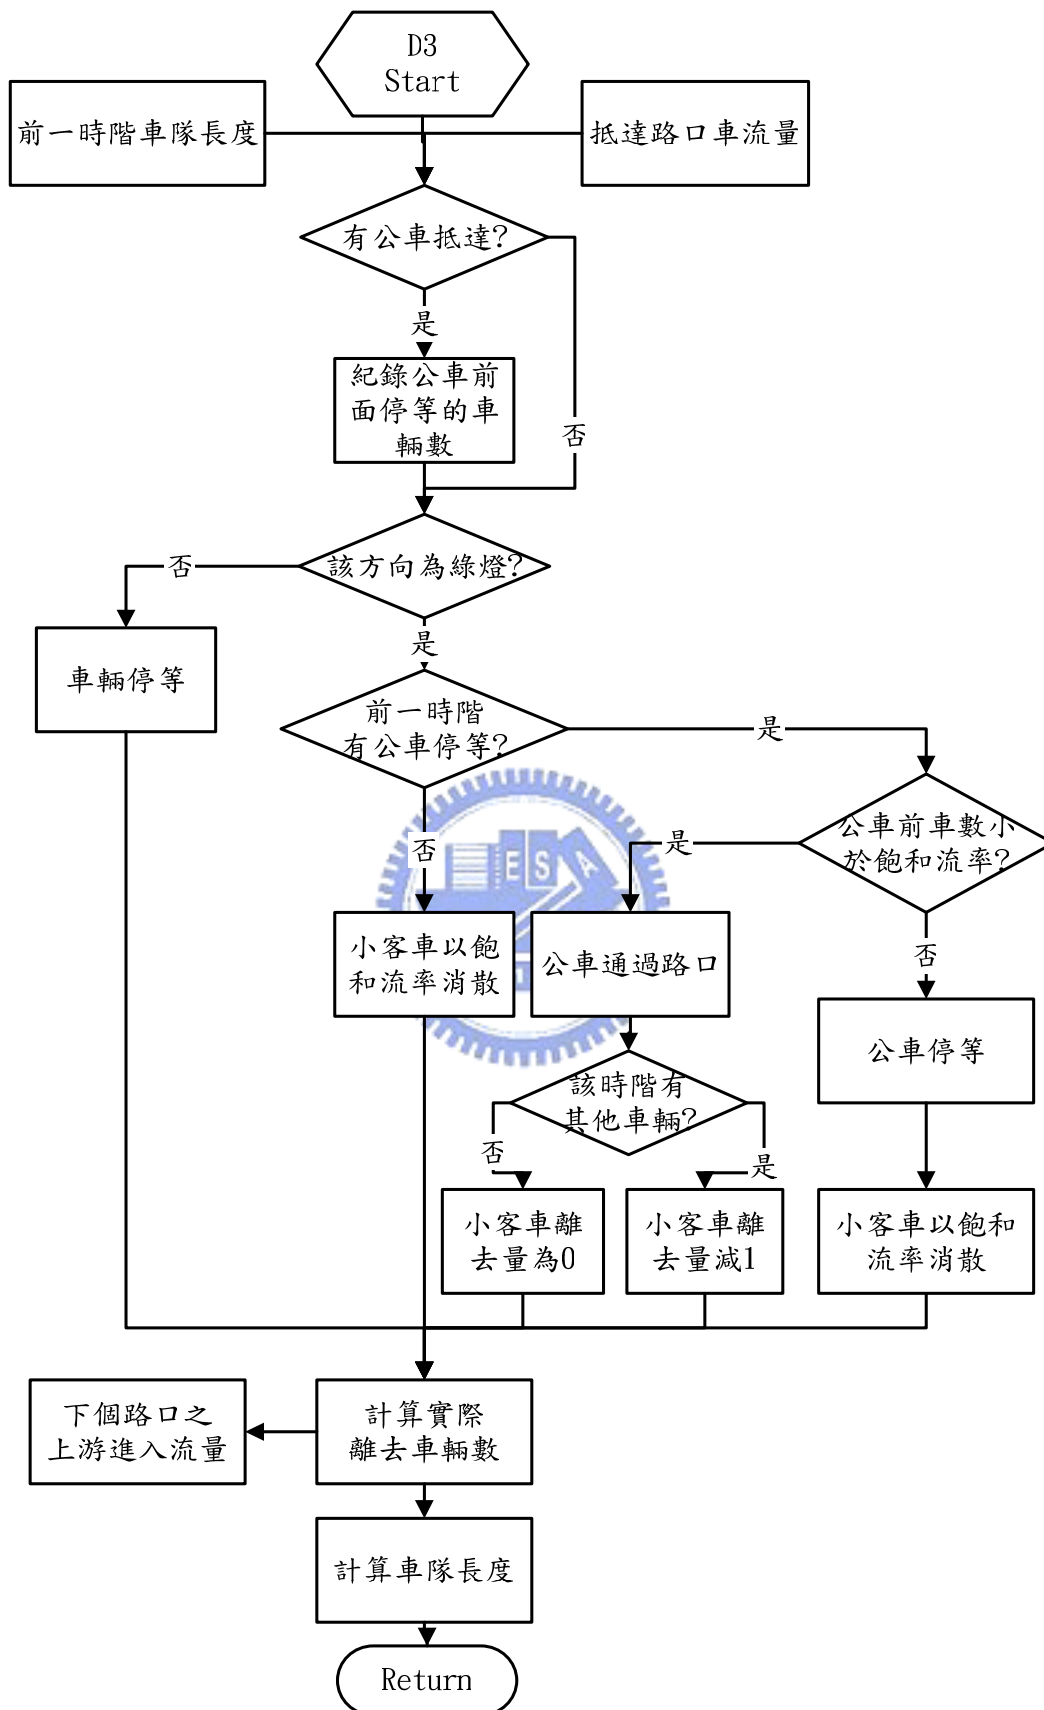 D3
Start
前一時階車隊長度
抵達路口車流量
有公車抵達?
是
紀錄公車前
面停等的車
輛數
否
該方向為綠燈?
否
是
車輛停等
前一時階
有公車停等?
是
公車前車數小
於飽和流率?
否
是
E S A
小客車以飽
和流率消散
公車通過路口
否
公車停等
該時階有
其他車輛?
否
是
小客車離
去量為0
小客車離
去量減1
小客車以飽和
流率消散
下個路口之
上游進入流量
計算實際
離去車輛數
計算車隊長度
Return